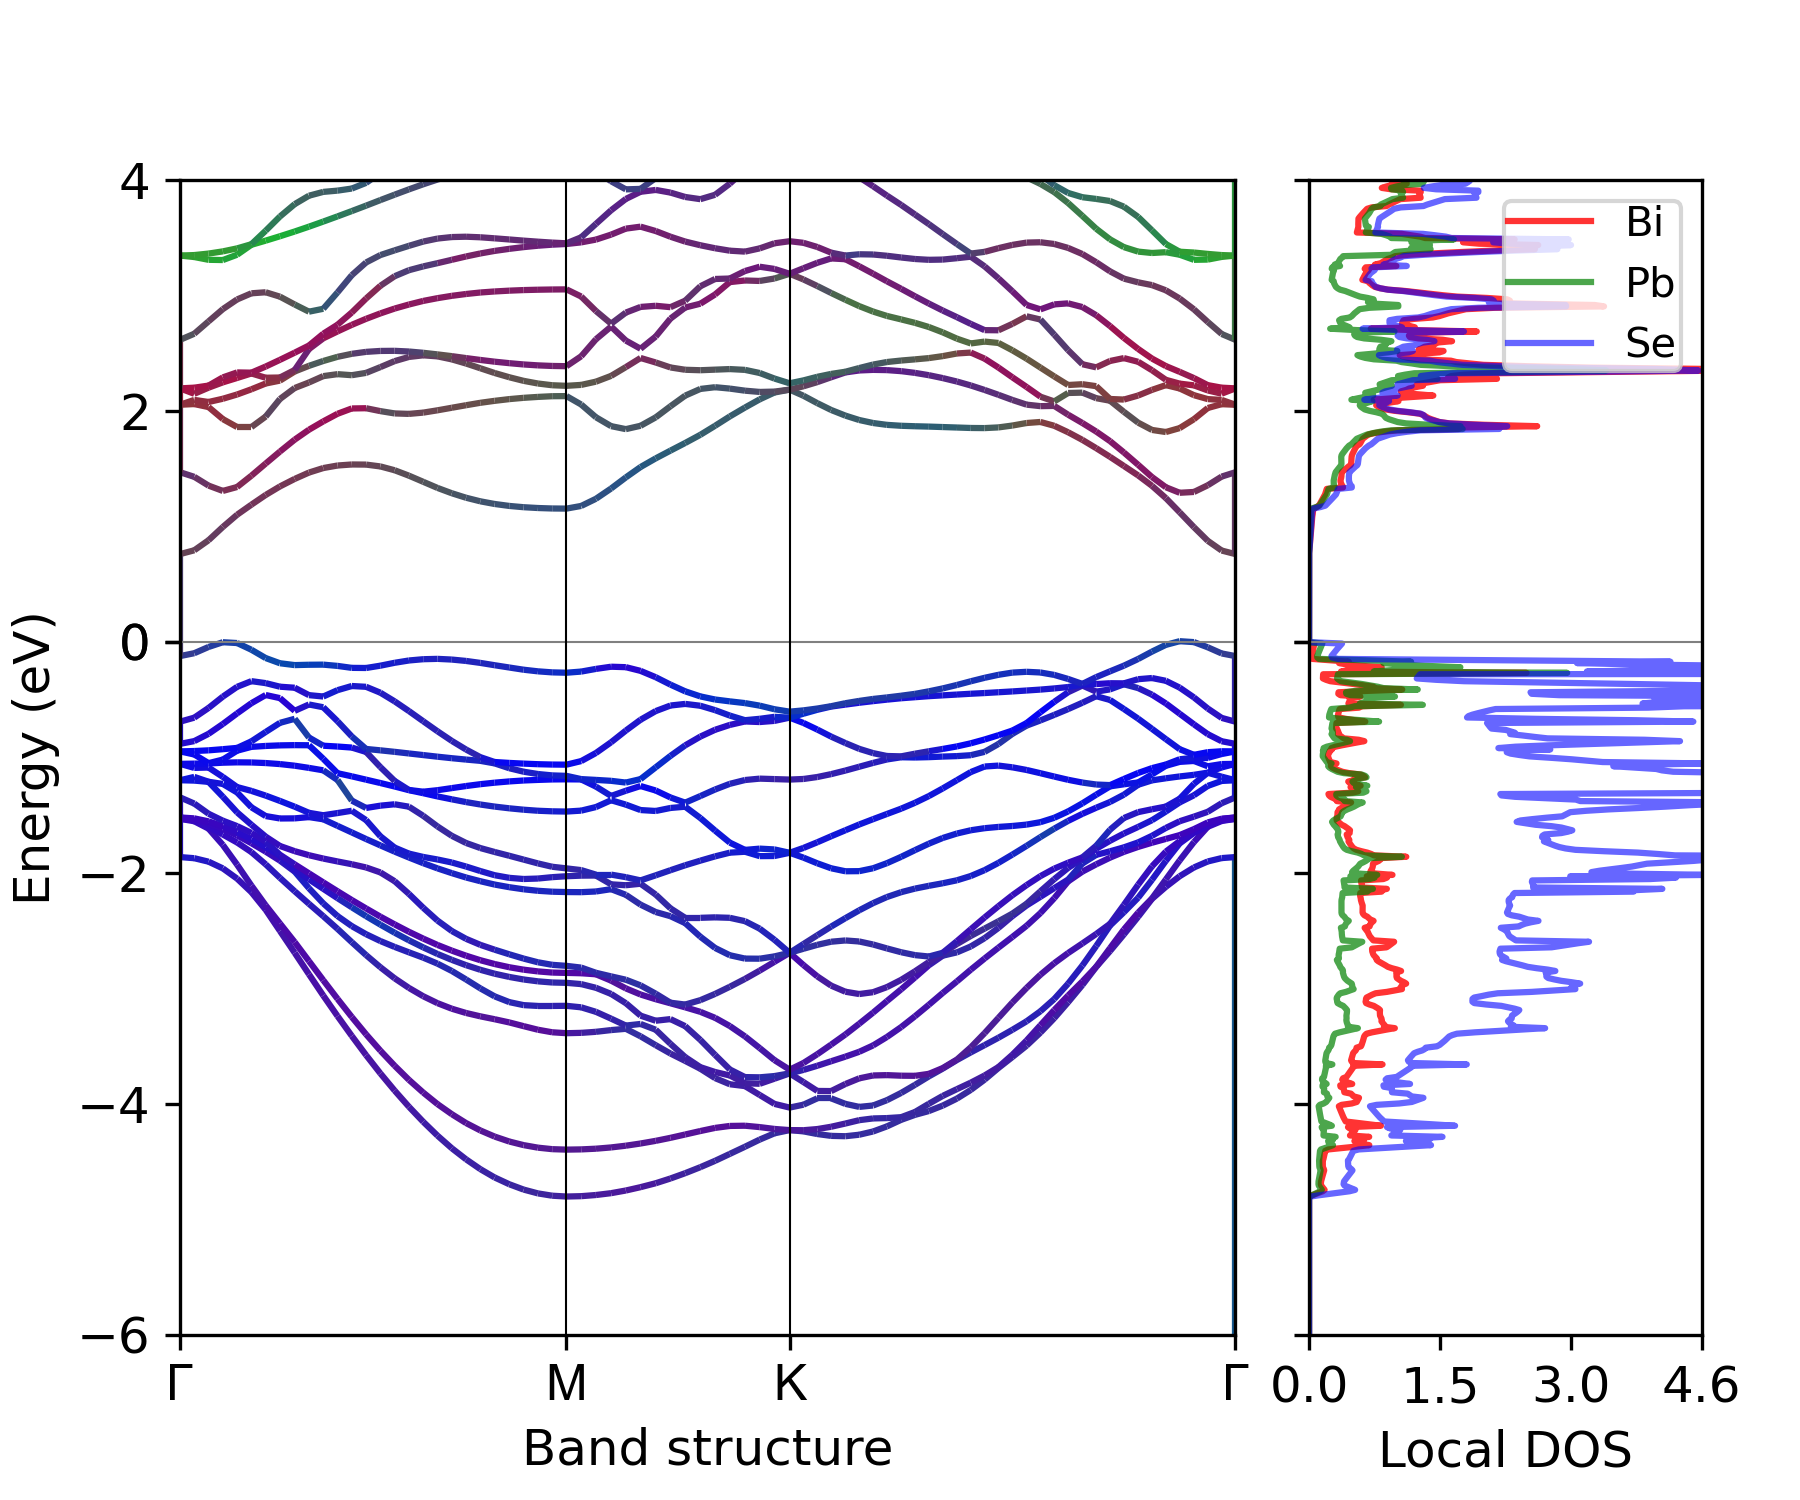 4
2
0
−2
−4
−6
Energy (eV)
Γ M K Γ
Band structure
Bi
Pb
Se
0.0 1.5 3.0 4.6
Local DOS